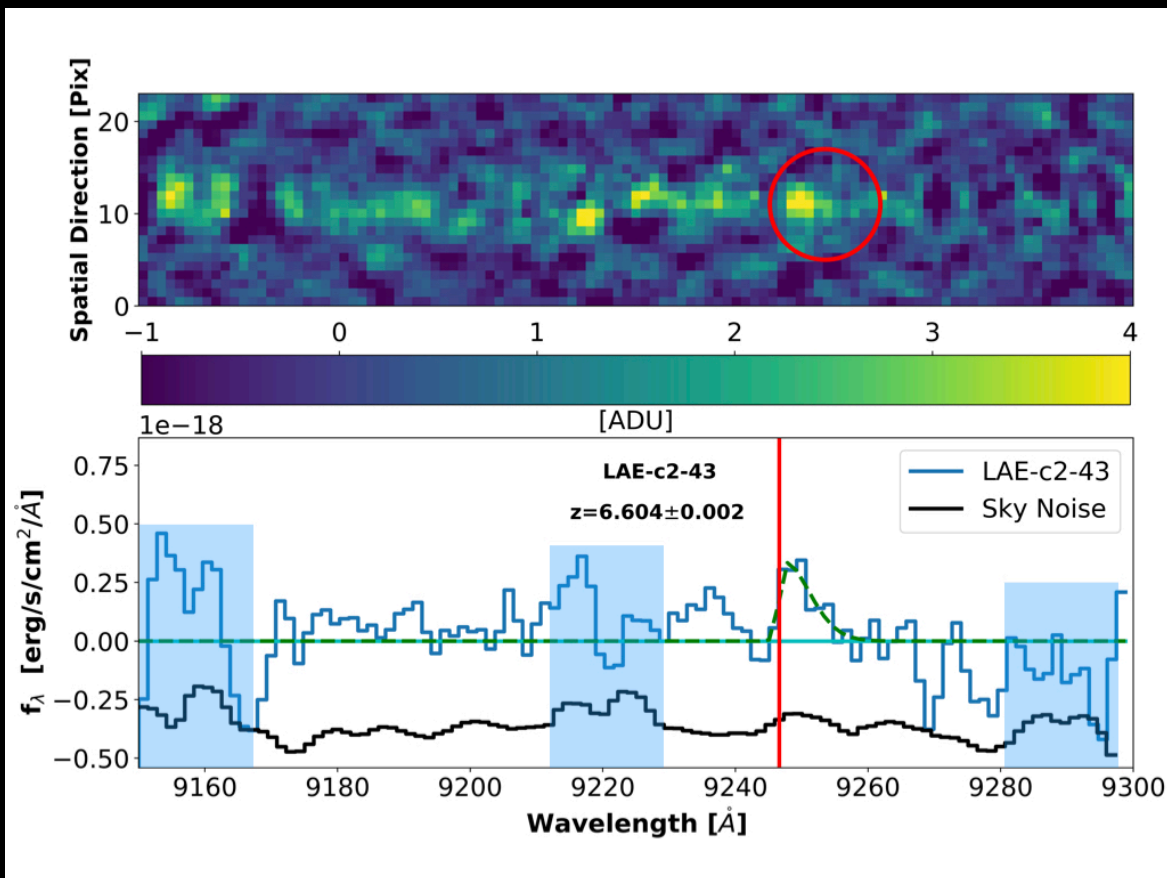 Spatial Direction [Pix]
20
10
0
−1 0 1 2 3 4
[ADU]
1e−18
f_λ [erg/s/cm²/Å]
0.75
0.50
0.25
0.00
−0.25
−0.50
LAE-c2-43
z=6.604±0.002
LAE-c2-43
Sky Noise
9160 9180 9200 9220 9240 9260 9280 9300
Wavelength [Å]